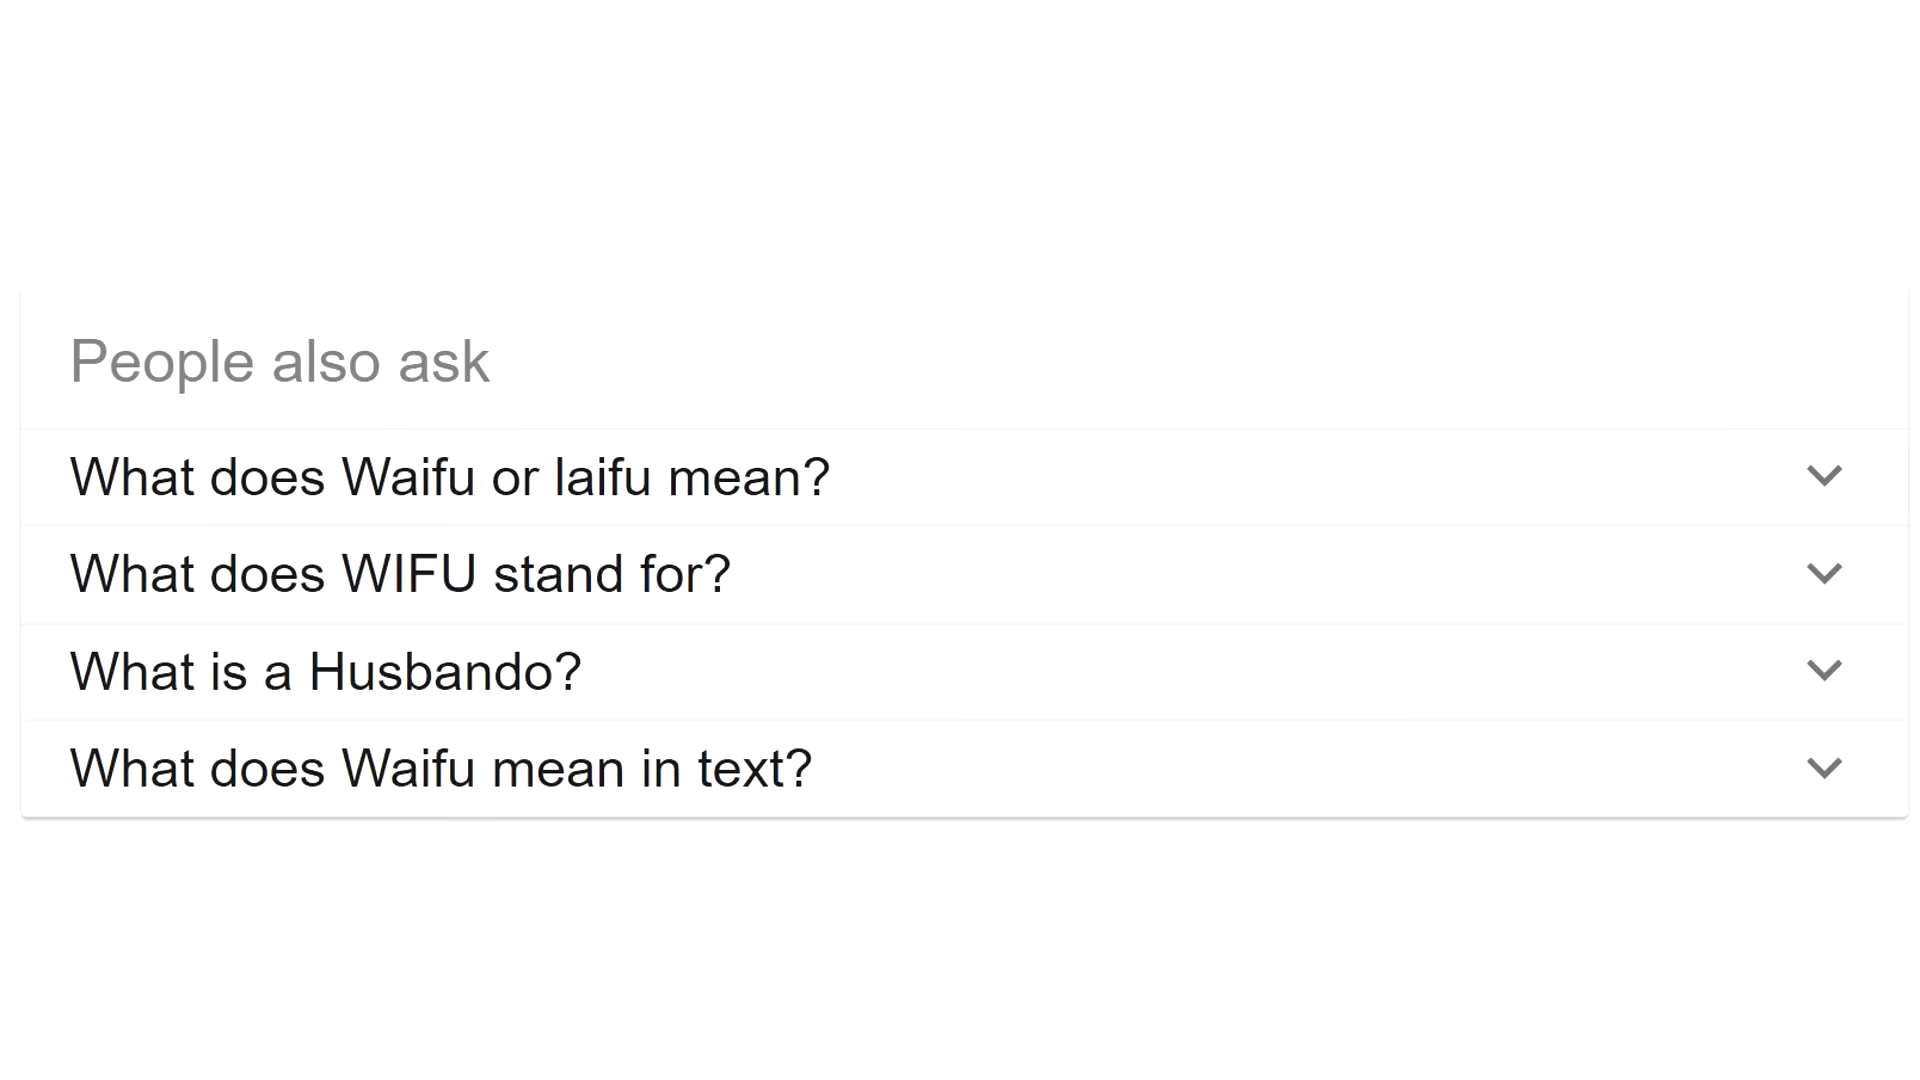 People also ask
What does Waifu or laifu mean?
What does WIFU stand for?
What is a Husbando?
What does Waifu mean in text?